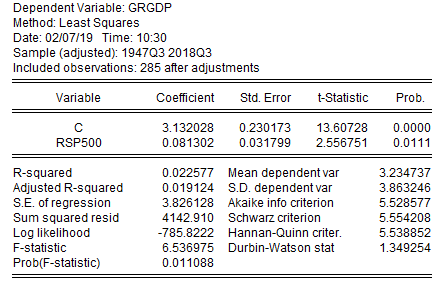 Dependent Variable: GRGDP
Method: Least Squares
Date: 02/07/19 Time: 10:30
Sample (adjusted): 1947Q3 2018Q3
Included observations: 285 after adjustments
Variable Coefficient Std. Error t-Statistic Prob.
C 3.132028 0.230173 13.60728 0.0000
RSP500 0.081302 0.031799 2.556751 0.0111
R-squared 0.022577 Mean dependent var 3.234737
Adjusted R-squared 0.019124 S.D. dependent var 3.863246
S.E. of regression 3.826128 Akaike info criterion 5.528577
Sum squared resid 4142.910 Schwarz criterion 5.554208
Log likelihood -785.8222 Hannan-Quinn criter. 5.538852
F-statistic 6.536975 Durbin-Watson stat 1.349254
Prob(F-statistic) 0.011088